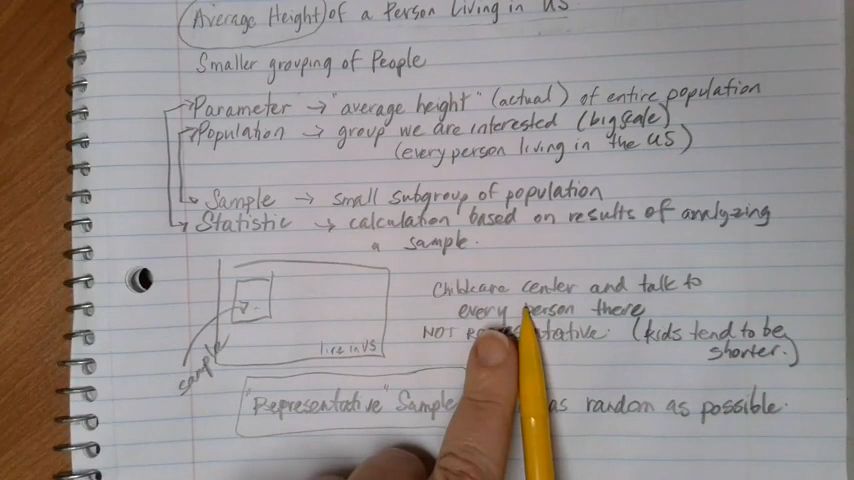 Average Height of a Person Living in US
Smaller grouping of People
Parameter → "average height" (actual) of entire population
Population → group we are interested (big scale)
(every person living in the US)
Sample → small subgroup of population
Statistic → calculation based on results of analyzing
a sample.
Childcare center and talk to
every person there
NOT (kids tend to be
shorter.)
live in US
sample
"Representative" Sample as random as possible.